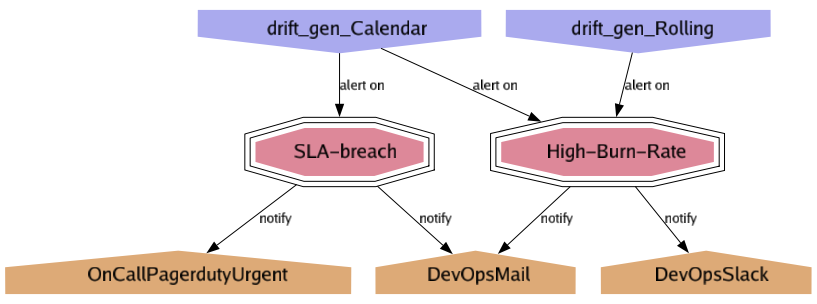 drift_gen_Calendar
drift_gen_Rolling
alert on
alert on
alert on
SLA-breach
High-Burn-Rate
notify
notify
notify
notify
OnCallPagerdutyUrgent
DevOpsMail
DevOpsSlack